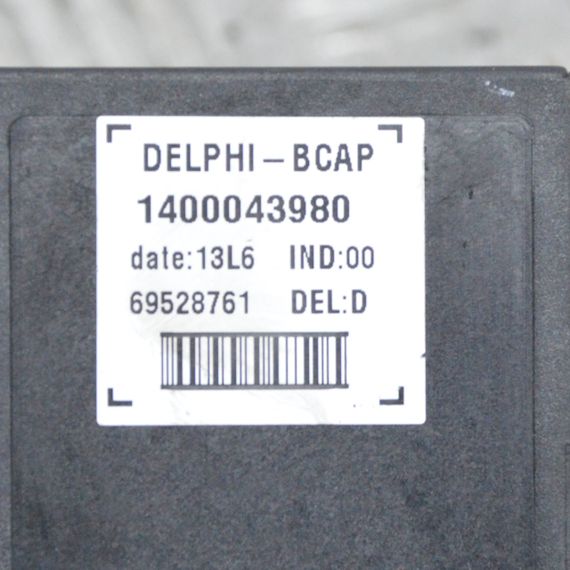 DELPHI – BCAP
1400043980
date:13L6 IND:00
69528761 DEL:D